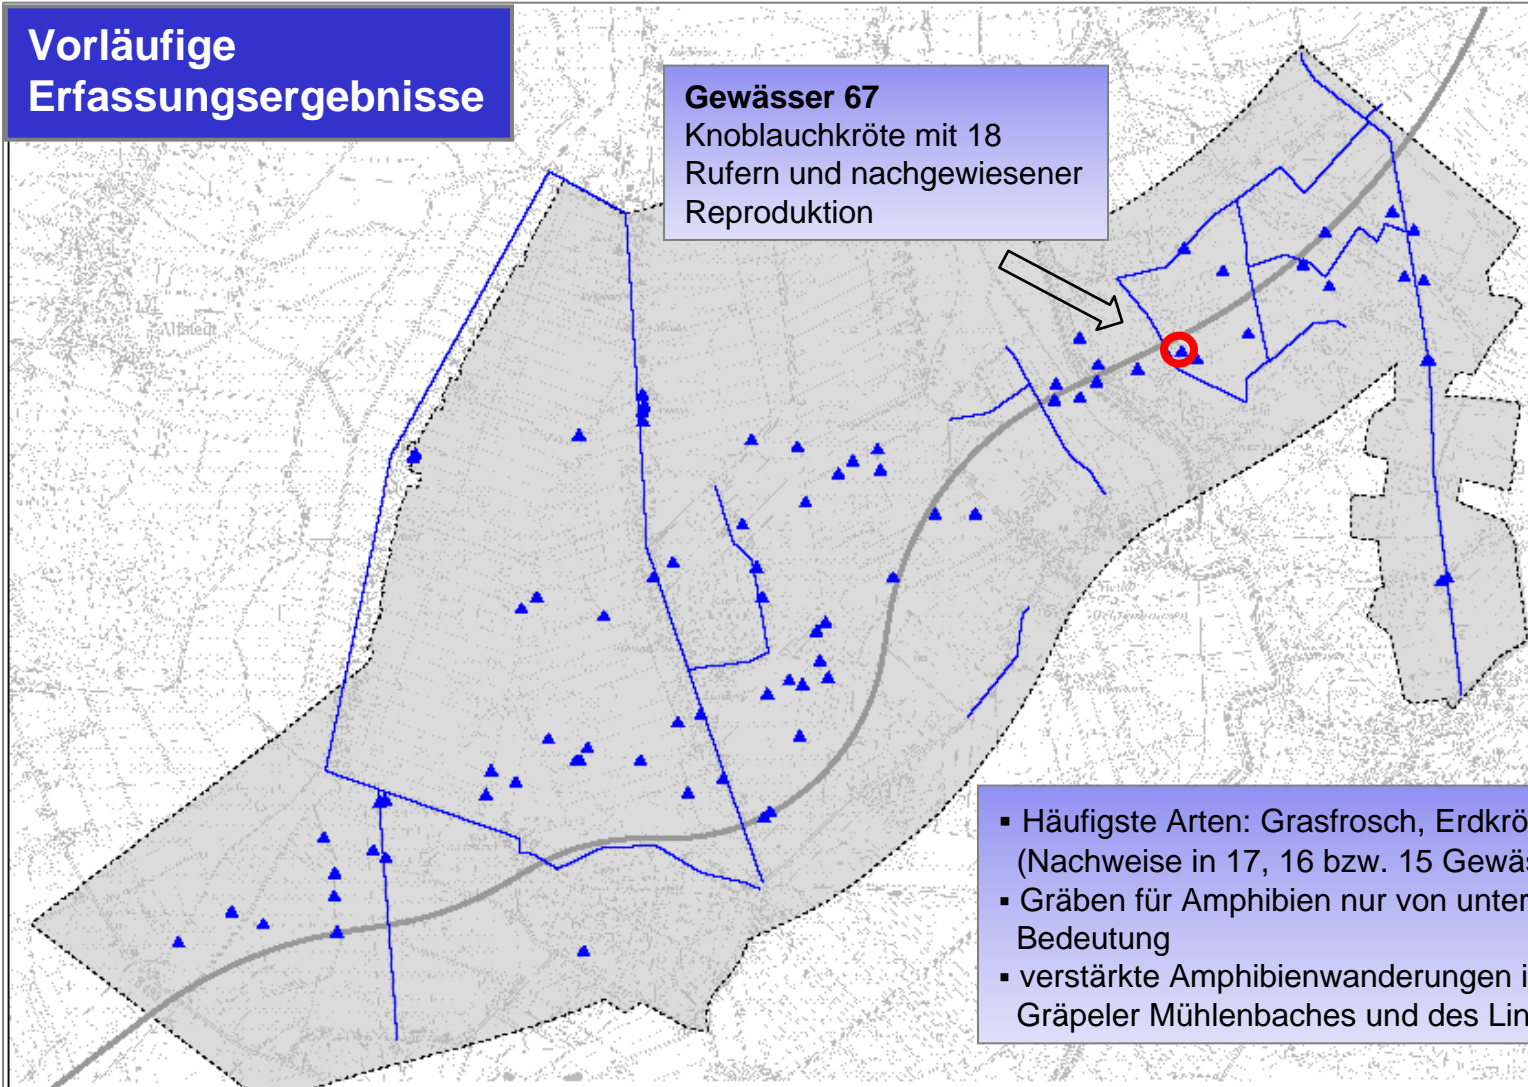 Vorläufige
Erfassungsergebnisse
Gewässer 67
Knoblauchkröte mit 18
Rufern und nachgewiesener
Reproduktion
Alfstedt
▪ Häufigste Arten: Grasfrosch, Erdkrö
(Nachweise in 17, 16 bzw. 15 Gewäs
▪ Gräben für Amphibien nur von unter
Bedeutung
▪ verstärkte Amphibienwanderungen i
Gräpeler Mühlenbaches und des Lin